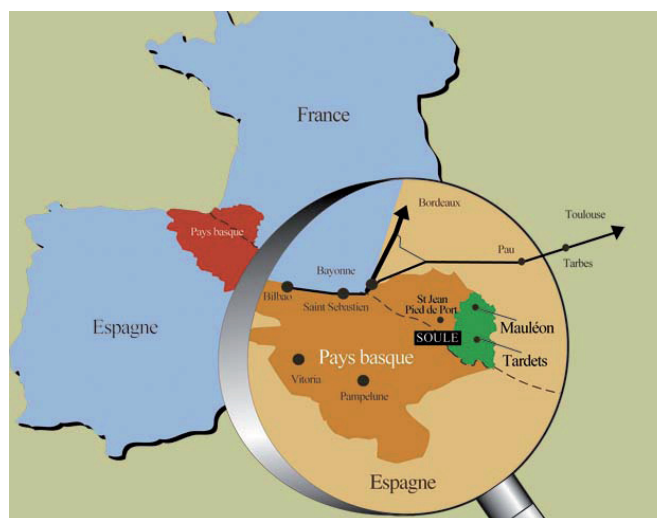 France
Pays basque
Espagne
Bordeaux
Toulouse
Tarbes
Pau
Bayonne
Bilbao
Saint Sebastien
St Jean
Pied de Port
Mauléon
SOULE
Tardets
Pays basque
Vitoria
Pampelune
Espagne